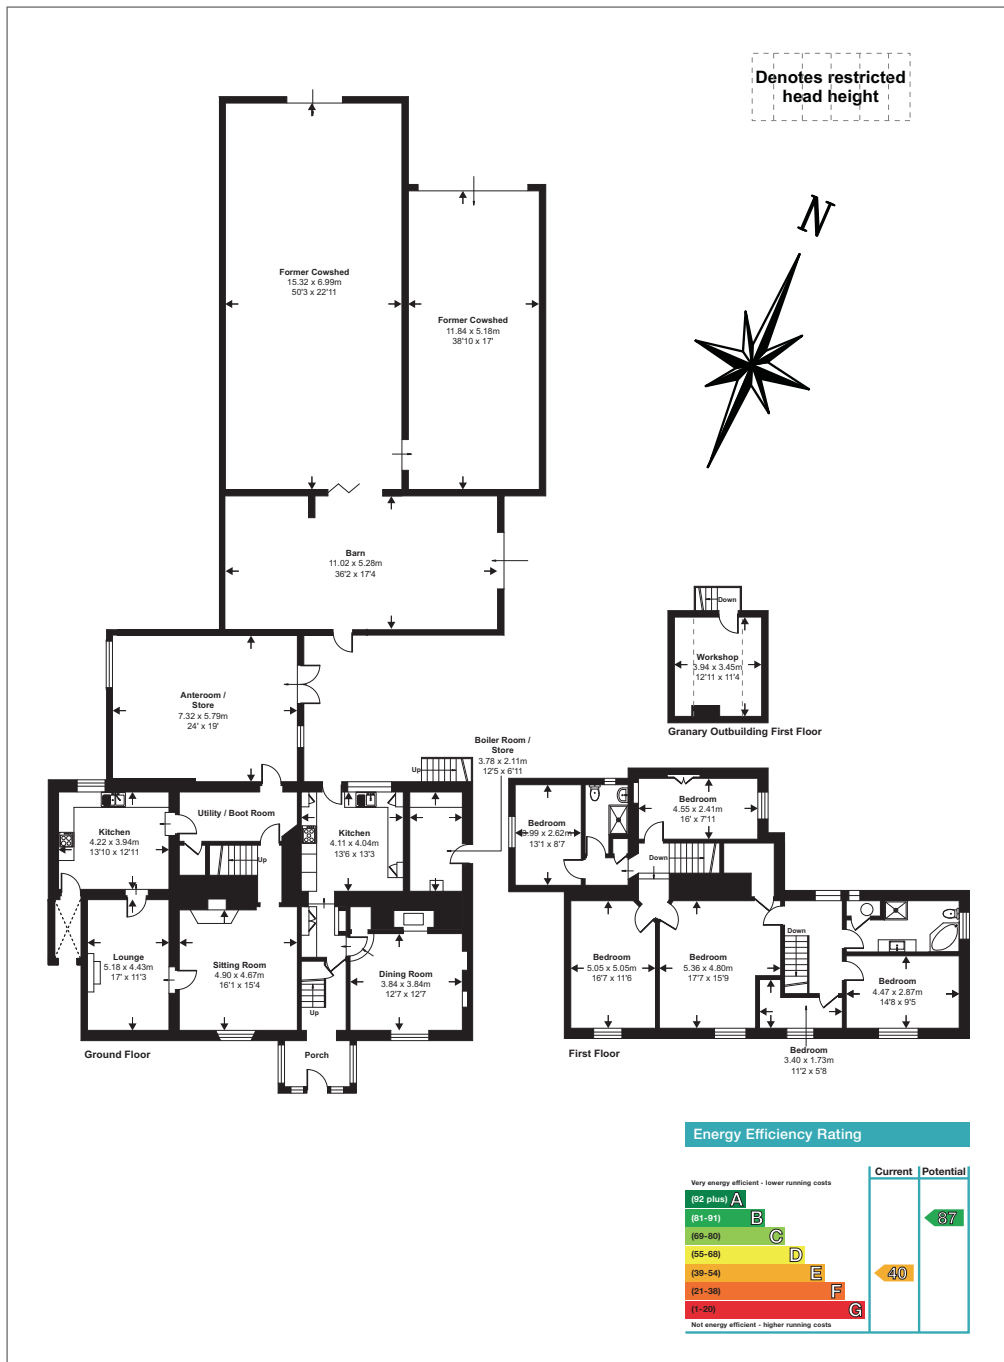 Denotes restricted
head height
N
Former Cowshed
15.32 x 6.99m
50'3 x 22'11
Former Cowshed
11.84 x 5.18m
38'10 x 17'
Barn
11.02 x 5.28m
36'2 x 17'4
Down
Workshop
3.94 x 3.45m
12'11 x 11'4
Granary Outbuilding First Floor
Anteroom /
Store
7.32 x 5.79m
24' x 19'
Boiler Room /
Store
3.78 x 2.11m
12'5 x 6'11
Up
Utility / Boot Room
Up
Kitchen
4.22 x 3.94m
13'10 x 12'11
Kitchen
4.11 x 4.04m
13'6 x 13'3
Lounge
5.18 x 4.43m
17' x 11'3
Sitting Room
4.90 x 4.67m
16'1 x 15'4
Up
Dining Room
3.84 x 3.84m
12'7 x 12'7
Porch
Ground Floor
Bedroom
3.99 x 2.62m
13'1 x 8'7
Bedroom
4.55 x 2.41m
16' x 7'11
Down
Bedroom
5.05 x 5.05m
16'7 x 11'6
Bedroom
5.36 x 4.80m
17'7 x 15'9
Down
Bedroom
4.47 x 2.87m
14'8 x 9'5
Bedroom
3.40 x 1.73m
11'2 x 5'8
First Floor
Energy Efficiency Rating
Current Potential
Very energy efficient - lower running costs
(92 plus) A
(81-91) B 87
(69-80) C
(55-68) D
(39-54) E 40
(21-38) F
(1-20) G
Not energy efficient - higher running costs